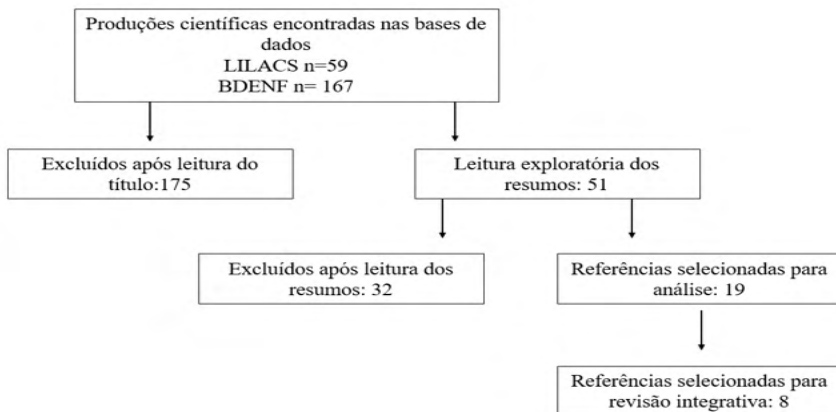 Produções científicas encontradas nas bases de
dados
LILACS n=59
BDENF n= 167
Excluídos após leitura do
título:175
Leitura exploratória dos
resumos: 51
Excluídos após leitura dos
resumos: 32
Referências selecionadas para
análise: 19
Referências selecionadas para
revisão integrativa: 8